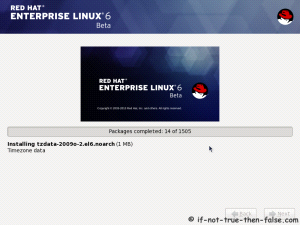 RED HAT
ENTERPRISE LINUX 6
Beta
RED HAT
ENTERPRISE LINUX 6
Beta
Packages completed: 14 of 1505
Installing tzdata-2009o-2.el6.noarch (1 MB)
Timezone data
Back
Next
© if-not-true-then-false.com